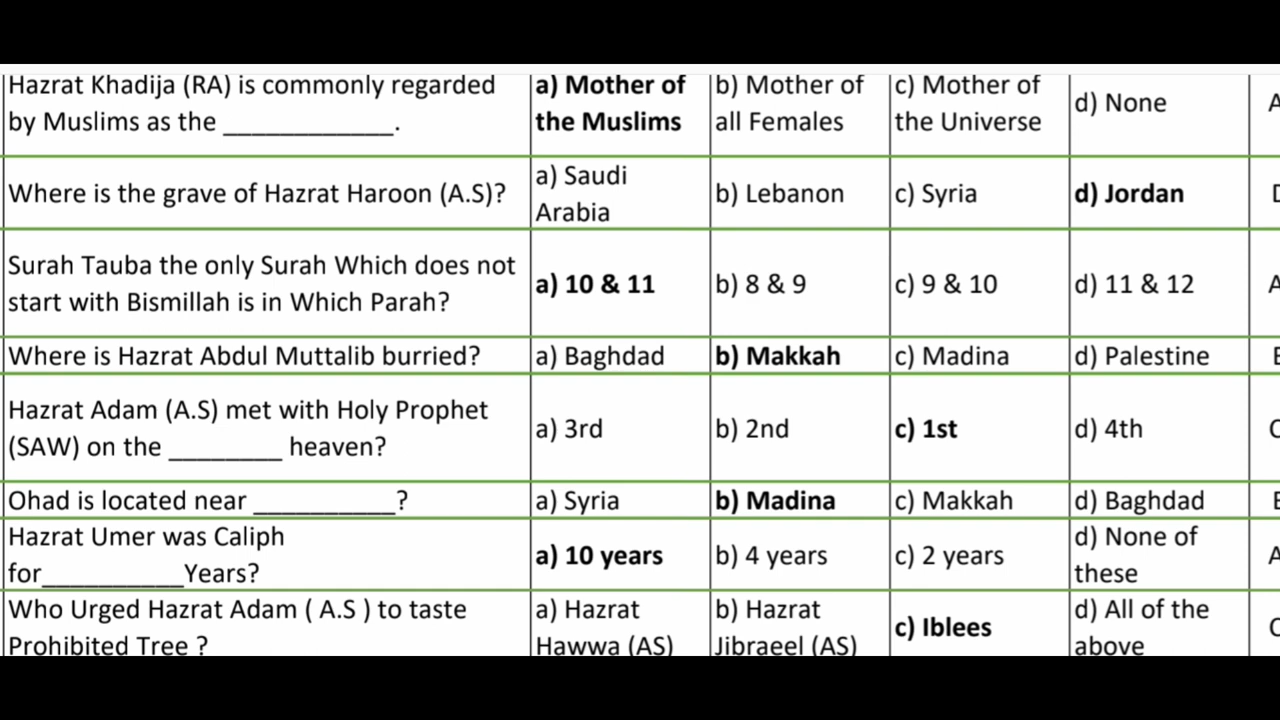 Hazrat Khadija (RA) is commonly regarded
by Muslims as the ____________.
a) Mother of
the Muslims
b) Mother of
all Females
c) Mother of
the Universe
d) None
A
Where is the grave of Hazrat Haroon (A.S)?
a) Saudi
Arabia
b) Lebanon
c) Syria
d) Jordan
Surah Tauba the only Surah Which does not
start with Bismillah is in Which Parah?
a) 10 & 11
b) 8 & 9
c) 9 & 10
d) 11 & 12
A
Where is Hazrat Abdul Muttalib burried?
a) Baghdad
b) Makkah
c) Madina
d) Palestine
Hazrat Adam (A.S) met with Holy Prophet
(SAW) on the ________ heaven?
a) 3rd
b) 2nd
c) 1st
d) 4th
Ohad is located near __________?
a) Syria
b) Madina
c) Makkah
d) Baghdad
Hazrat Umer was Caliph
for__________Years?
a) 10 years
b) 4 years
c) 2 years
d) None of
these
A
Who Urged Hazrat Adam ( A.S ) to taste
Prohibited Tree ?
a) Hazrat
Hawwa (AS)
b) Hazrat
Jibraeel (AS)
c) Iblees
d) All of the
above